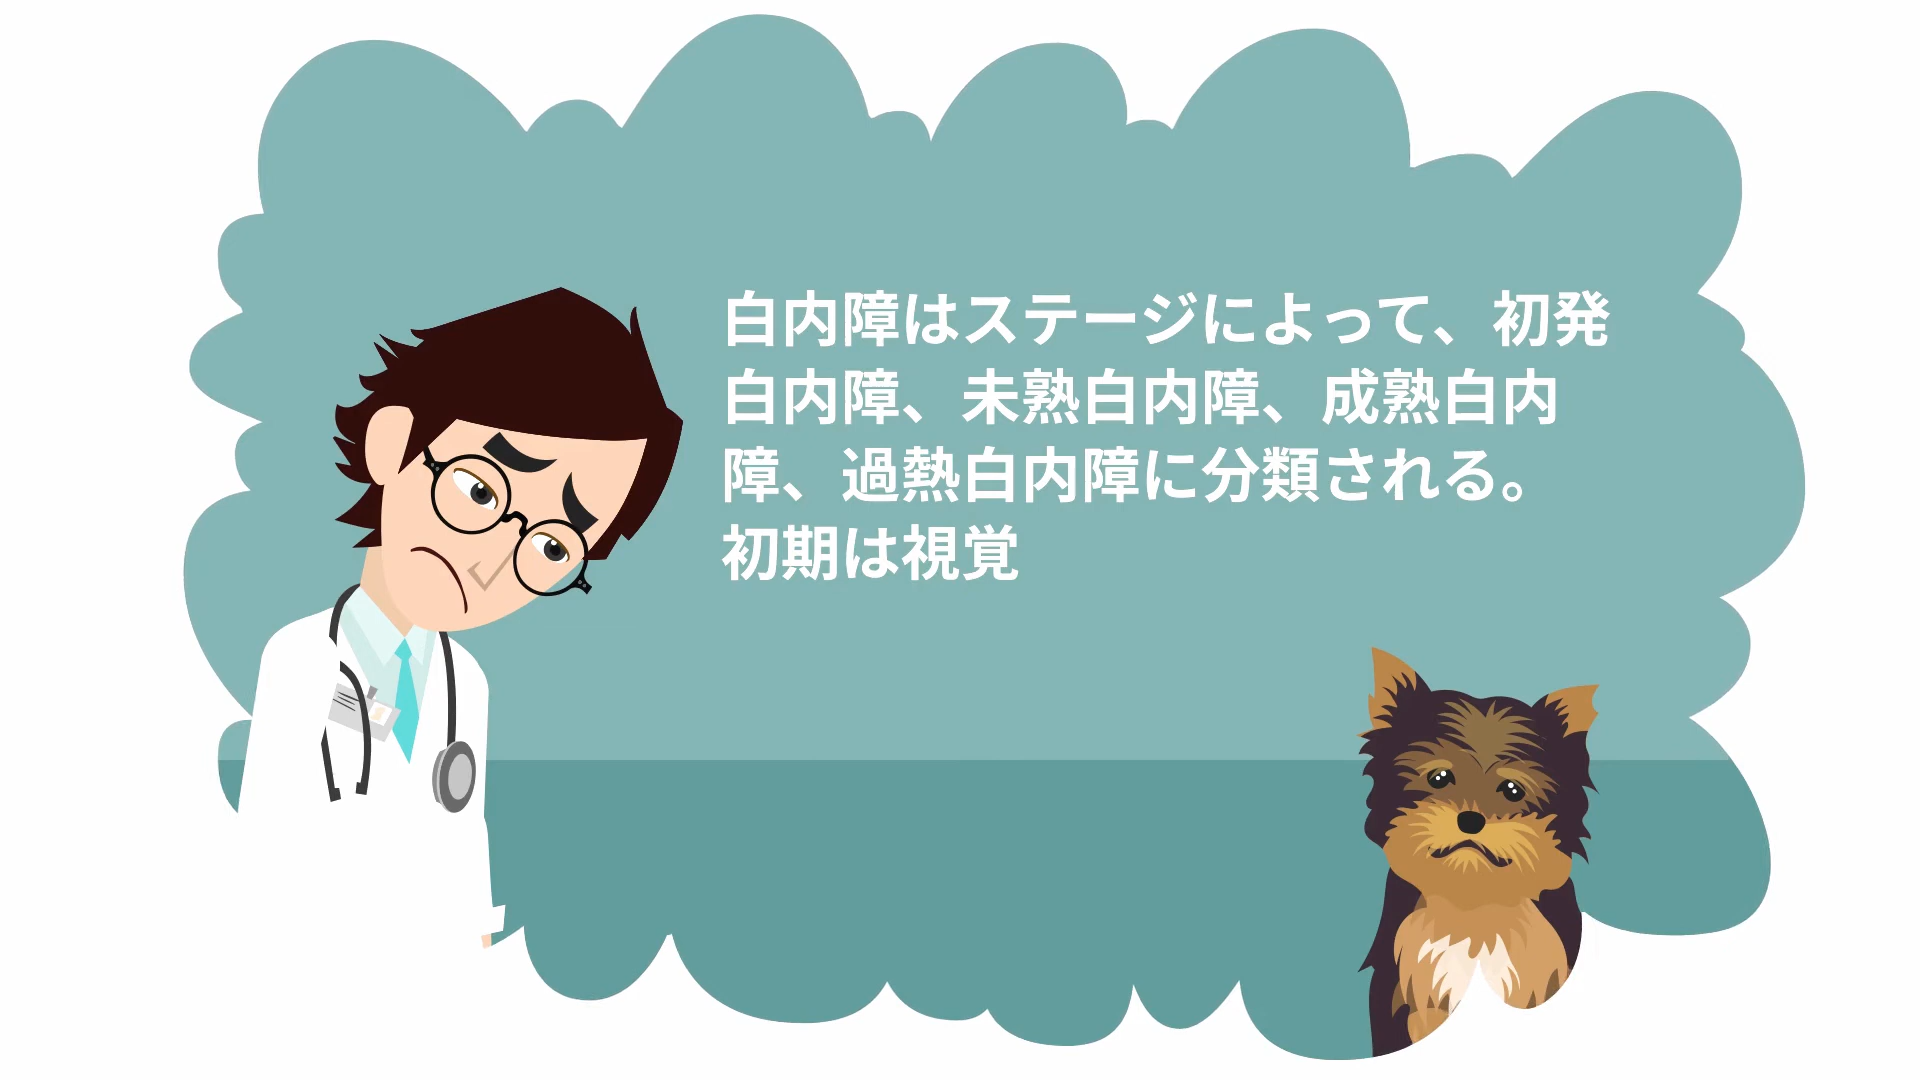 白内障はステージによって、初発
白内障、未熟白内障、成熟白内
障、過熱白内障に分類される。
初期は視覚